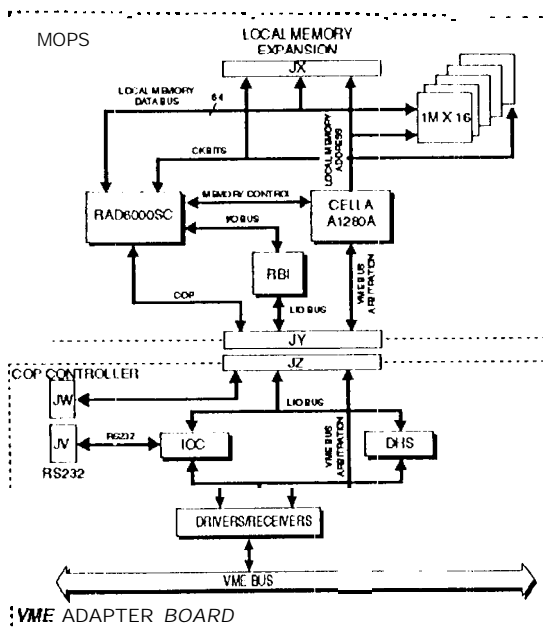 MOPS
LOCAL MEMORY
EXPANSION
JX
LOCAL MEMORY
DATA BUS
64
1M X 16
CKBITS
LOCAL MEMORY
ADDRESS
MEMORY CONTROL
RAD6000SC
CELLA
A1280A
I/O BUS
RBI
COP
LIO BUS
VME BUS
ARBITRATION
JY
JZ
COP CONTROLLER
JW
LIO BUS
JV
RS232
IOC
VME BUS
ARBITRATION
DHS
RS232
DRIVERS/RECEIVERS
VME BUS
VME ADAPTER BOARD